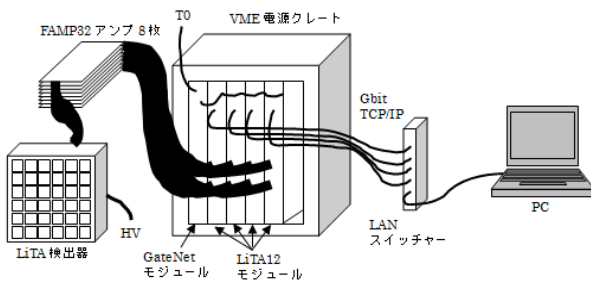 FAMP32 アンプ 8枚
T0
VME 電源クレート
Gbit
TCP/IP
HV
LiTA 検出器
GateNet
モジュール
LiTA12
モジュール
LAN
スイッチャー
PC